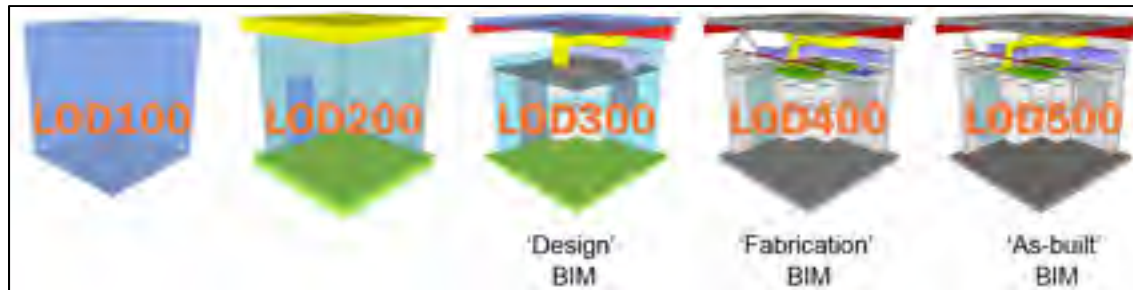 LOD100
LOD200
LOD300
LOD400
LOD500
'Design'
BIM
'Fabrication'
BIM
'As-built'
BIM